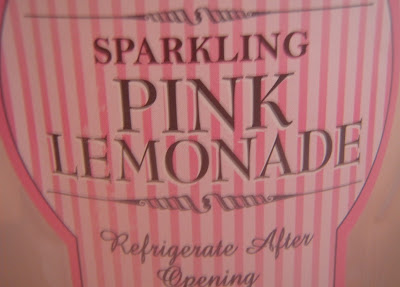 SPARKLING
PINK
LEMONADE
Refrigerate After
Opening